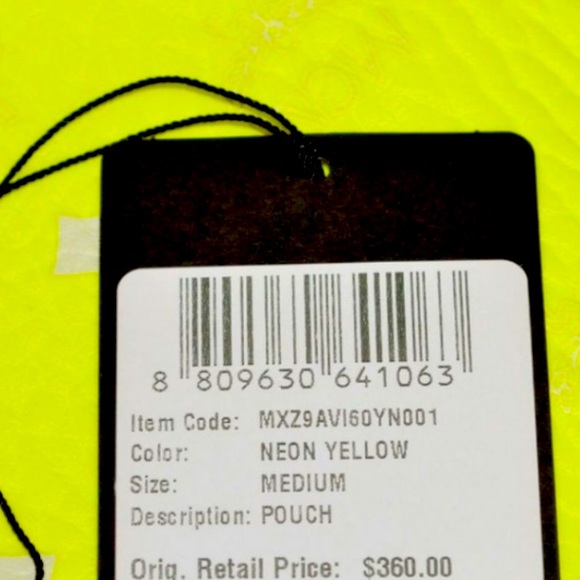 8 809630 641063
Item Code: MXZ9AVI60YN001
Color: NEON YELLOW
Size: MEDIUM
Description: POUCH
Orig. Retail Price: $360.00